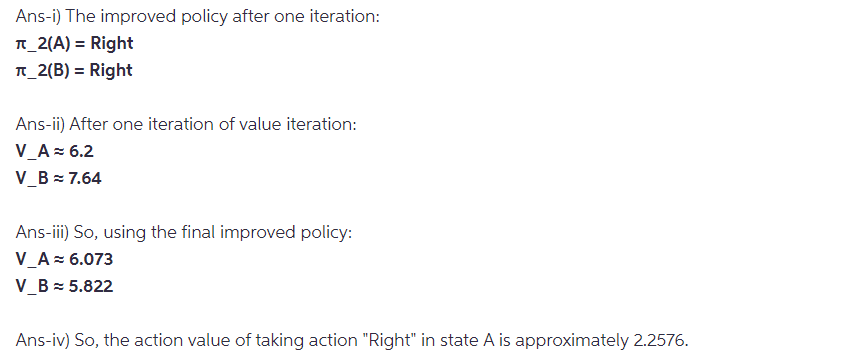 Ans-i) The improved policy after one iteration:
π_2(A) = Right
π_2(B) = Right
Ans-ii) After one iteration of value iteration:
V_A ≈ 6.2
V_B ≈ 7.64
Ans-iii) So, using the final improved policy:
V_A ≈ 6.073
V_B ≈ 5.822
Ans-iv) So, the action value of taking action "Right" in state A is approximately 2.2576.